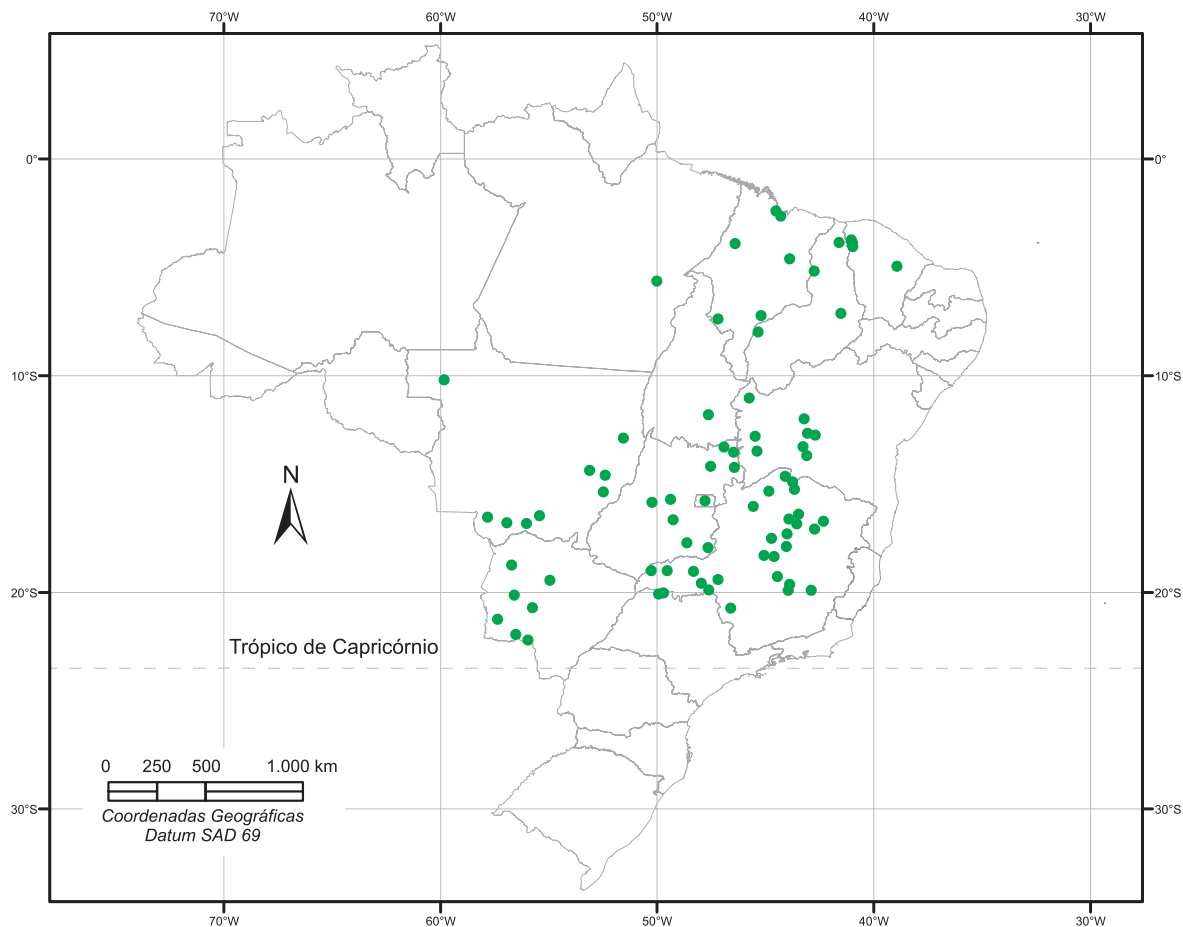 70°W 60°W 50°W 40°W 30°W
0° 0°
10°S 10°S
N
20°S 20°S
Trópico de Capricórnio
0 250 500 1.000 km
30°S 30°S
Coordenadas Geográficas
Datum SAD 69
70°W 60°W 50°W 40°W 30°W